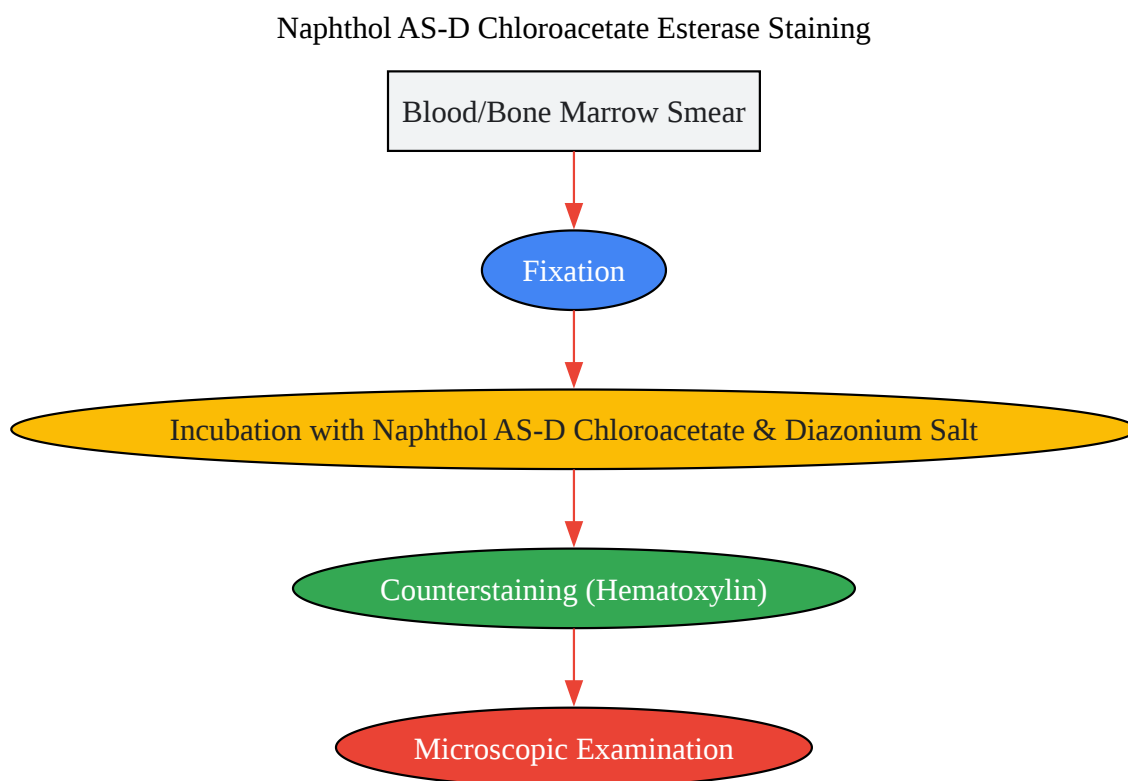 Naphthol AS-D Chloroacetate Esterase Staining
Blood/Bone Marrow Smear
Fixation
Incubation with Naphthol AS-D Chloroacetate & Diazonium Salt
Counterstaining (Hematoxylin)
Microscopic Examination